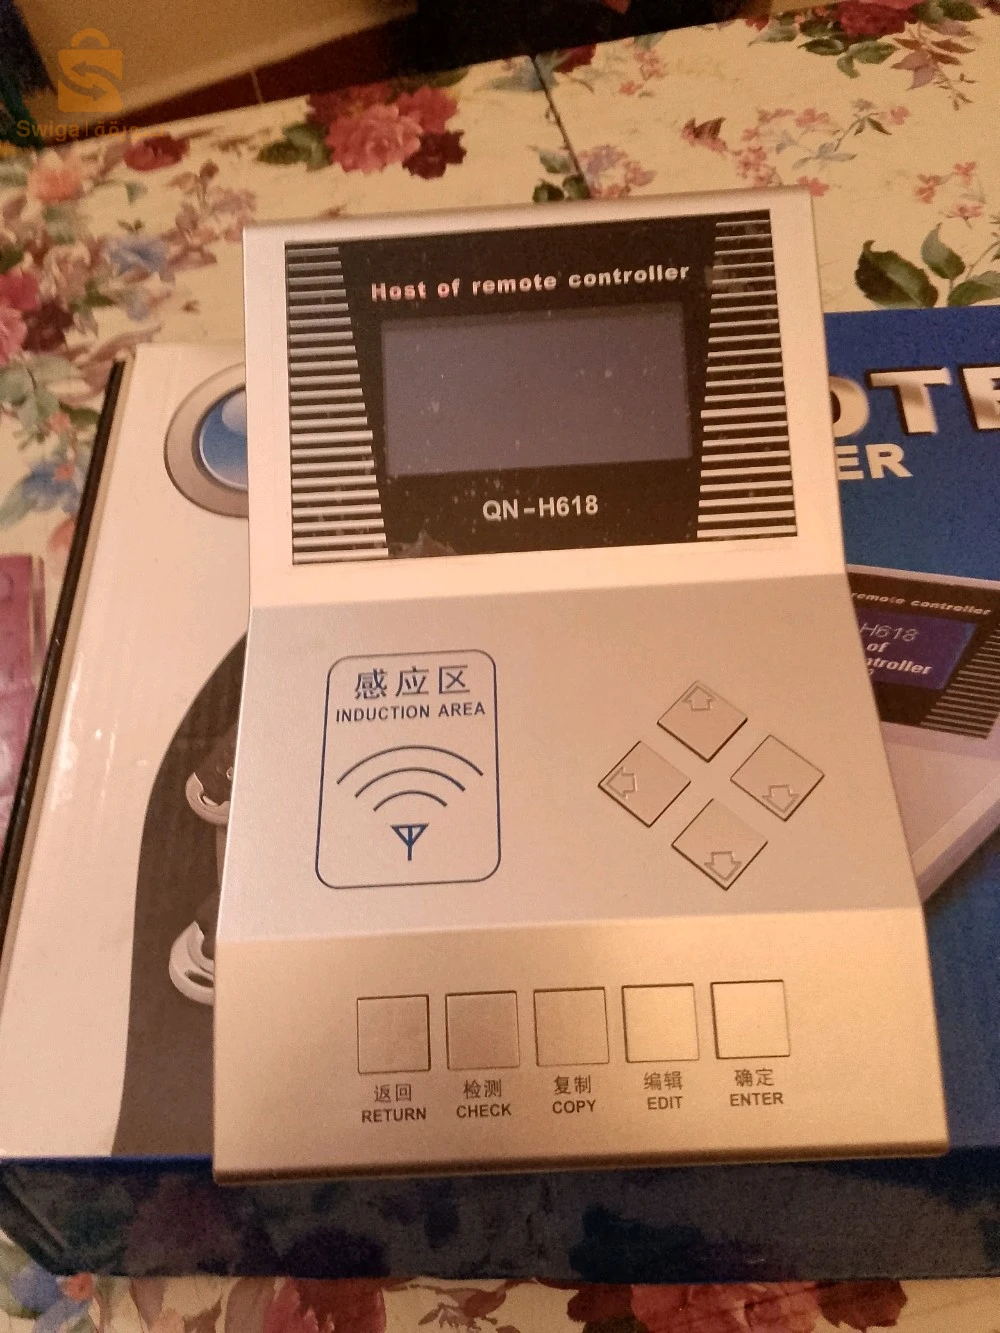 Swiga
Host of remote controller
QN-H618
OTE
ER
remote controller
H618
of
ntroller
感应区
INDUCTION AREA
返回
RETURN
检测
CHECK
复制
COPY
编辑
EDIT
确定
ENTER